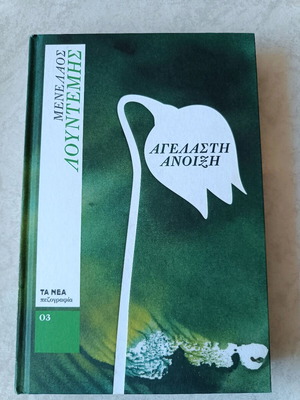 ΜΕΝΕΛΑΟΣ
ΛΟΥΝΤΕΜΗΣ
ΑΓΕΛΑΣΤΗ
ΑΝΟΙΞΗ
ΤΑ ΝΕΑ
πεζογραφία
03